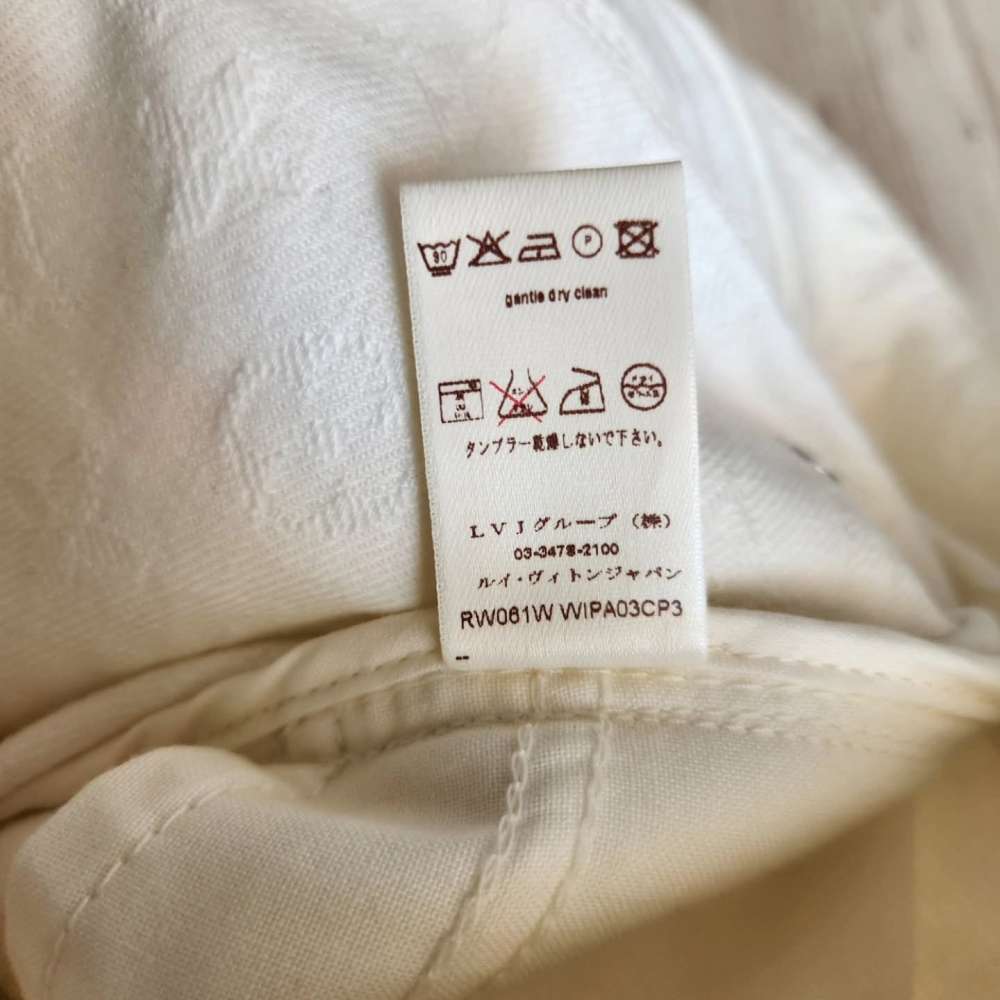 30
P
gentle dry clean
タンブラー乾燥しないで下さい。
LVJグループ（株）
03-3478-2100
ルイ・ヴィトンジャパン
RW061W WIPA03CP3